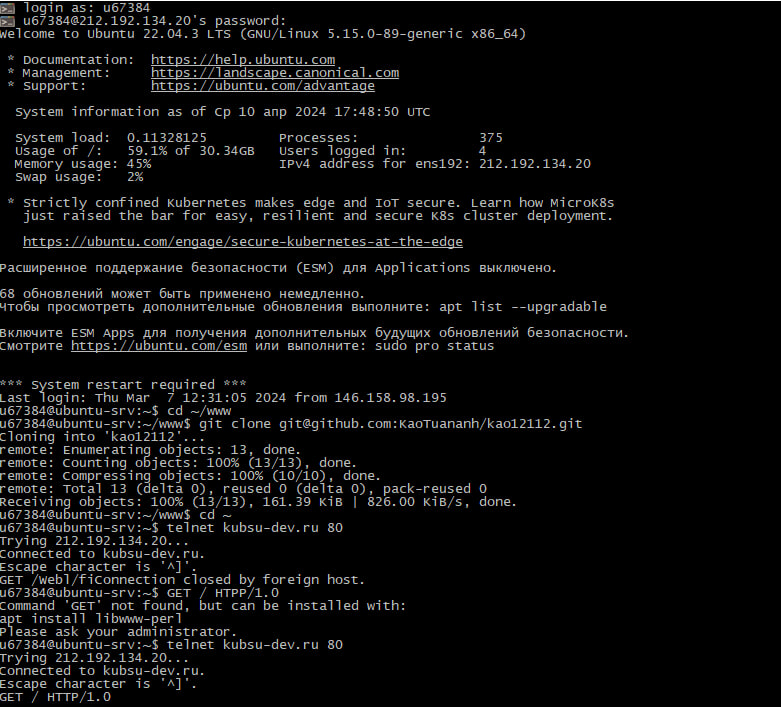 login as: u67384
u67384@212.192.134.20's password:
Welcome to Ubuntu 22.04.3 LTS (GNU/Linux 5.15.0-89-generic x86_64)
* Documentation: https://help.ubuntu.com
* Management: https://landscape.canonical.com
* Support: https://ubuntu.com/advantage
System information as of Ср 10 апр 2024 17:48:50 UTC
System load: 0.11328125 Processes: 375
Usage of /: 59.1% of 30.34GB Users logged in: 4
Memory usage: 45% IPv4 address for ens192: 212.192.134.20
Swap usage: 2%
* Strictly confined Kubernetes makes edge and IoT secure. Learn how MicroK8s
just raised the bar for easy, resilient and secure K8s cluster deployment.
https://ubuntu.com/engage/secure-kubernetes-at-the-edge
Расширенное поддержание безопасности (ESM) для Applications выключено.
68 обновлений может быть применено немедленно.
Чтобы просмотреть дополнительные обновления выполните: apt list --upgradable
Включите ESM Apps для получения дополнительных будущих обновлений безопасности.
Смотрите https://ubuntu.com/esm или выполните: sudo pro status
*** System restart required ***
Last login: Thu Mar 7 12:31:05 2024 from 146.158.98.195
u67384@ubuntu-srv:~$ cd ~/www
u67384@ubuntu-srv:~/www$ git clone git@github.com:KaoTuananh/kao12112.git
Cloning into 'kao12112'...
remote: Enumerating objects: 13, done.
remote: Counting objects: 100% (13/13), done.
remote: Compressing objects: 100% (10/10), done.
remote: Total 13 (delta 0), reused 0 (delta 0), pack-reused 0
Receiving objects: 100% (13/13), 161.39 KiB | 826.00 KiB/s, done.
u67384@ubuntu-srv:~/www$ cd ~
u67384@ubuntu-srv:~$ telnet kubsu-dev.ru 80
Trying 212.192.134.20...
Connected to kubsu-dev.ru.
Escape character is '^]'.
GET /Webl/fiConnection closed by foreign host.
u67384@ubuntu-srv:~$ GET / HTPP/1.0
Command 'GET' not found, but can be installed with:
apt install libwww-perl
Please ask your administrator.
u67384@ubuntu-srv:~$ telnet kubsu-dev.ru 80
Trying 212.192.134.20...
Connected to kubsu-dev.ru.
Escape character is '^]'.
GET / HTTP/1.0